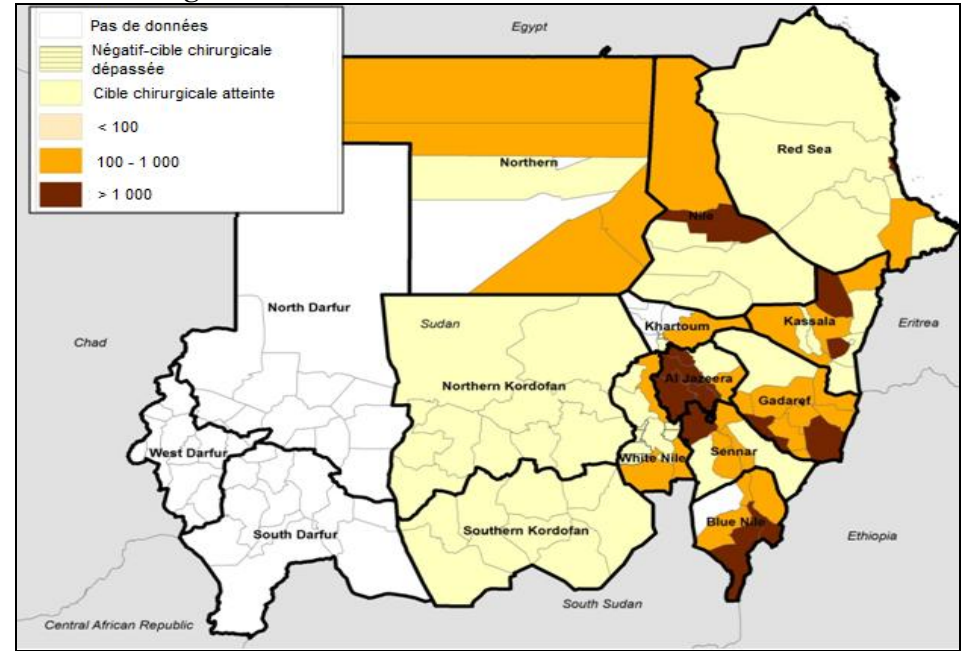 Egypt
Pas de données
Négatif-cible chirurgicale
dépassée
Cible chirurgicale atteinte
< 100
100 - 1 000
> 1 000
Red Sea
Northern
Nile
North Darfur
Sudan
Khartoum
Kassala
Eritrea
Chad
Northern Kordofan
Al Jazeera
Gadaref
West Darfur
White Nile
Sennar
South Darfur
Southern Kordofan
Blue Nile
Ethiopia
South Sudan
Central African Republic